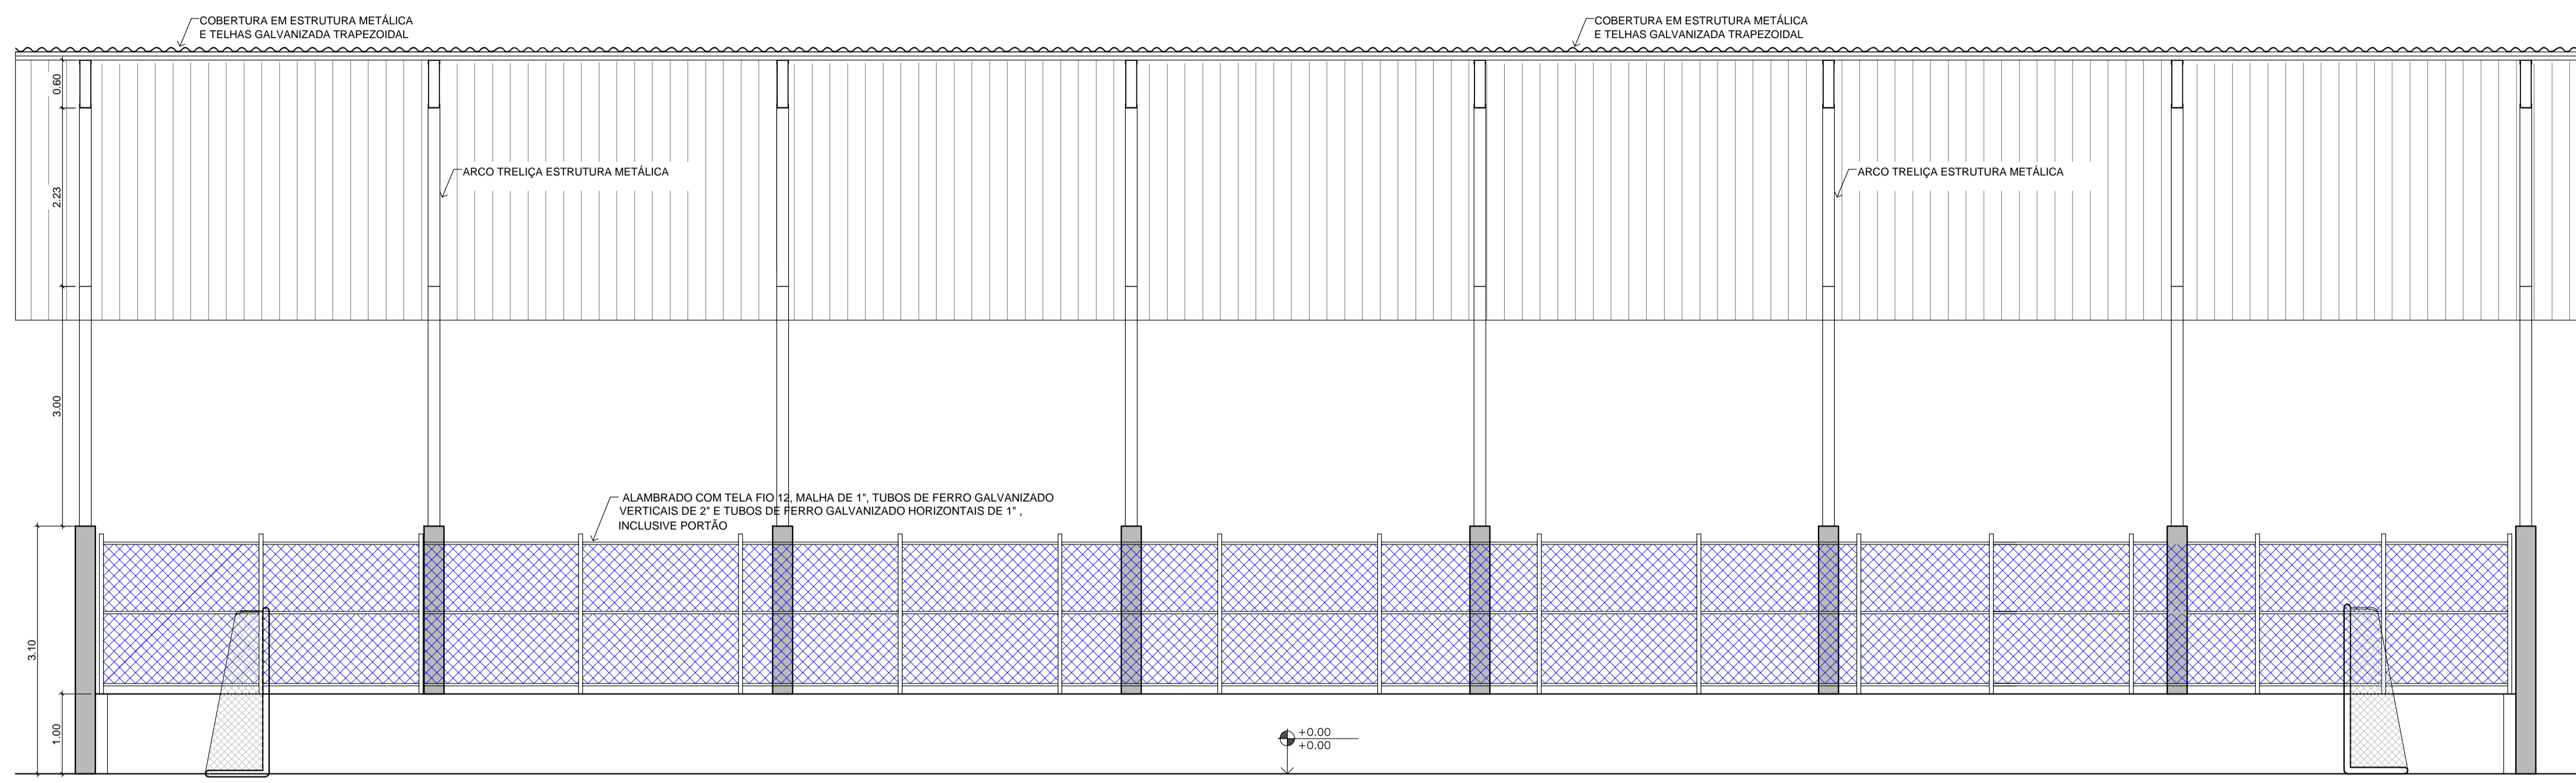 COBERTURA EM ESTRUTURA METÁLICA
E TELHAS GALVANIZADA TRAPEZOIDAL
COBERTURA EM ESTRUTURA METÁLICA
E TELHAS GALVANIZADA TRAPEZOIDAL
0.60
ARCO TRELIÇA ESTRUTURA METÁLICA
ARCO TRELIÇA ESTRUTURA METÁLICA
2.23
3.00
ALAMBRADO COM TELA FIO 12, MALHA DE 1", TUBOS DE FERRO GALVANIZADO
VERTICAIS DE 2" E TUBOS DE FERRO GALVANIZADO HORIZONTAIS DE 1" ,
INCLUSIVE PORTÃO
3.10
1.00
+0.00
+0.00